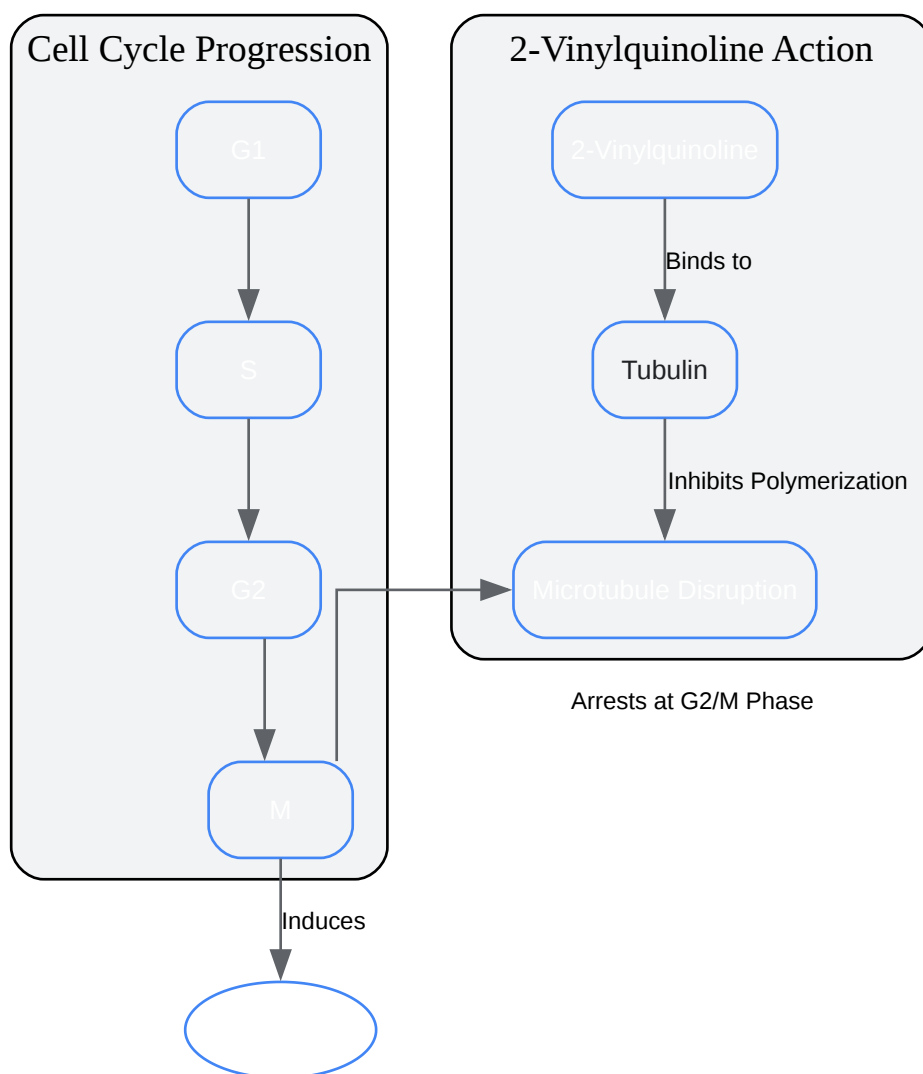 Cell Cycle Progression
G1
S
G2
M
Induces
2-Vinylquinoline Action
2-Vinylquinoline
Binds to
Tubulin
Inhibits Polymerization
Microtubule Disruption
Arrests at G2/M Phase